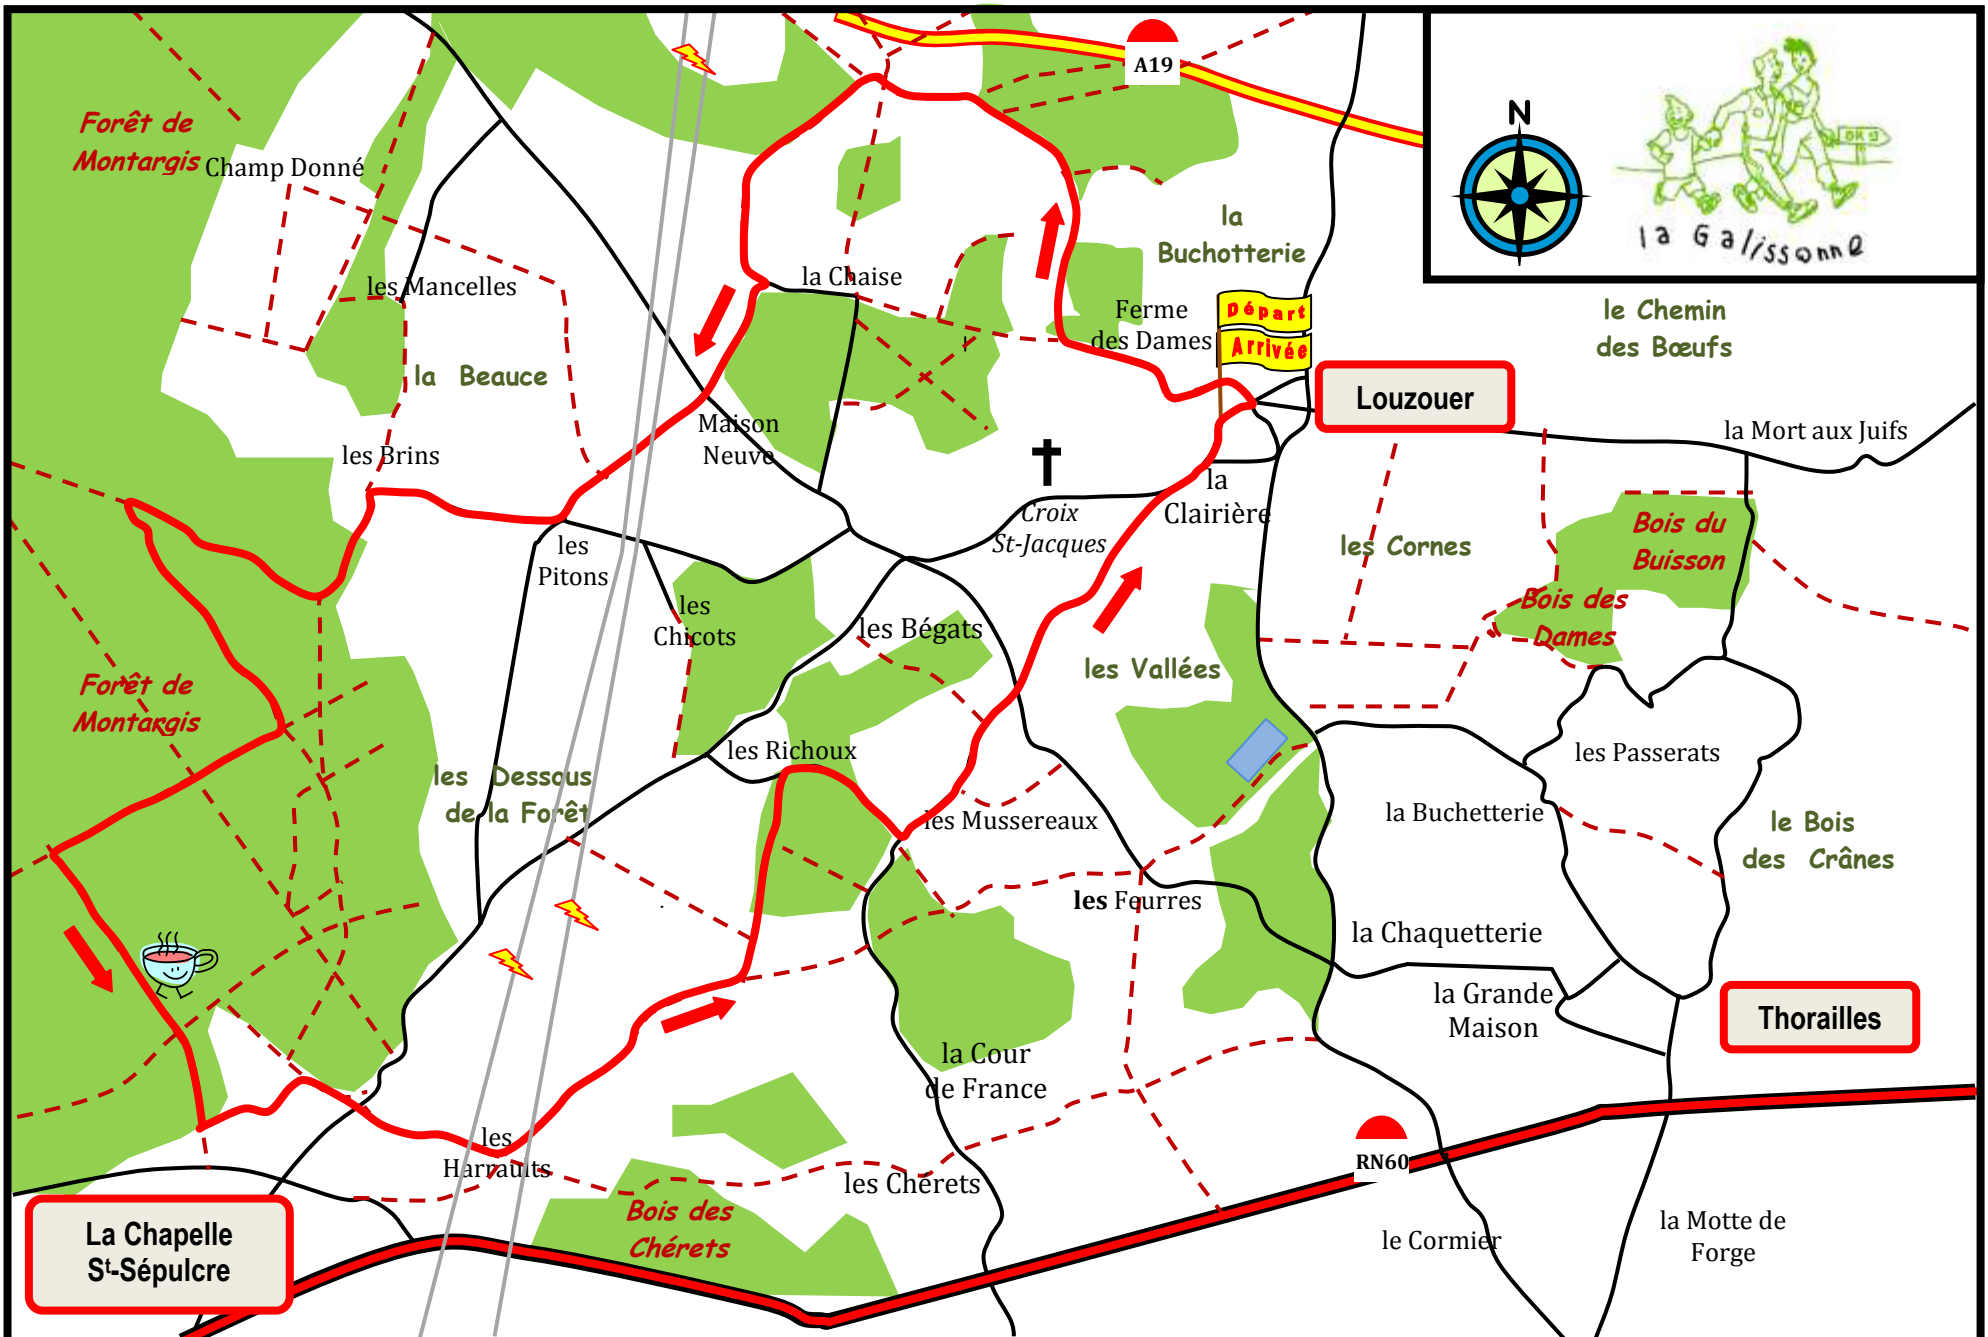 A19
N
la Galissonne
Forêt de
Montargis
Champ Donné
la
Buchotterie
les Mancelles
la Chaise
Ferme
des Dames
Départ
Arrivée
le Chemin
des Bœufs
la Beauce
Louzouer
Maison
Neuve
la Mort aux Juifs
les Brins
la
Clairière
Croix
St-Jacques
les
Pitons
les Cornes
Bois du
Buisson
les
Chicots
les Bégats
Bois des
Dames
les Vallées
Forêt de
Montargis
les Richoux
les Passerats
les Dessous
de la Forêt
les Mussereaux
la Buchetterie
le Bois
des Crânes
les Feurres
la Chaquetterie
la Grande
Maison
Thorailles
la Cour
de France
les
Harraults
RN60
les Chérets
Bois des
Chérets
La Chapelle
St-Sépulcre
le Cormier
la Motte de
Forge